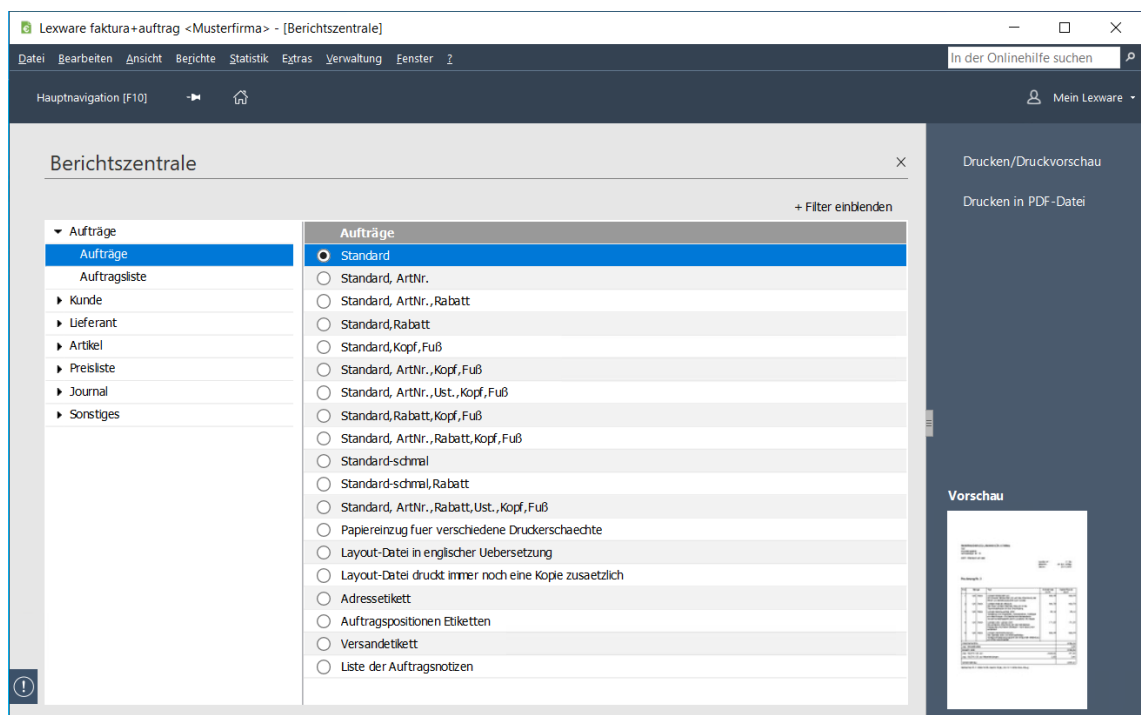 Lexware faktura+auftrag <Musterfirma> - [Berichtszentrale]
Datei Bearbeiten Ansicht Berichte Statistik Extras Verwaltung Fenster ?
In der Onlinehilfe suchen
Hauptnavigation [F10]
Mein Lexware
Berichtszentrale
Drucken/Druckvorschau
Drucken in PDF-Datei
+ Filter einblenden
Aufträge
Aufträge
Auftragsliste
Kunde
Lieferant
Artikel
Preisliste
Journal
Sonstiges
Aufträge
Standard
Standard, ArtNr.
Standard, ArtNr.,Rabatt
Standard,Rabatt
Standard,Kopf,Fuß
Standard, ArtNr.,Kopf,Fuß
Standard, ArtNr.,Ust.,Kopf,Fuß
Standard,Rabatt,Kopf,Fuß
Standard, ArtNr.,Rabatt,Kopf,Fuß
Standard-schmal
Standard-schmal,Rabatt
Standard, ArtNr.,Rabatt,Ust.,Kopf,Fuß
Papiereinzug fuer verschiedene Druckerschaechte
Layout-Datei in englischer Uebersetzung
Layout-Datei druckt immer noch eine Kopie zusaetzlich
Adressetikett
Auftragspositionen Etiketten
Versandetikett
Liste der Auftragsnotizen
Vorschau